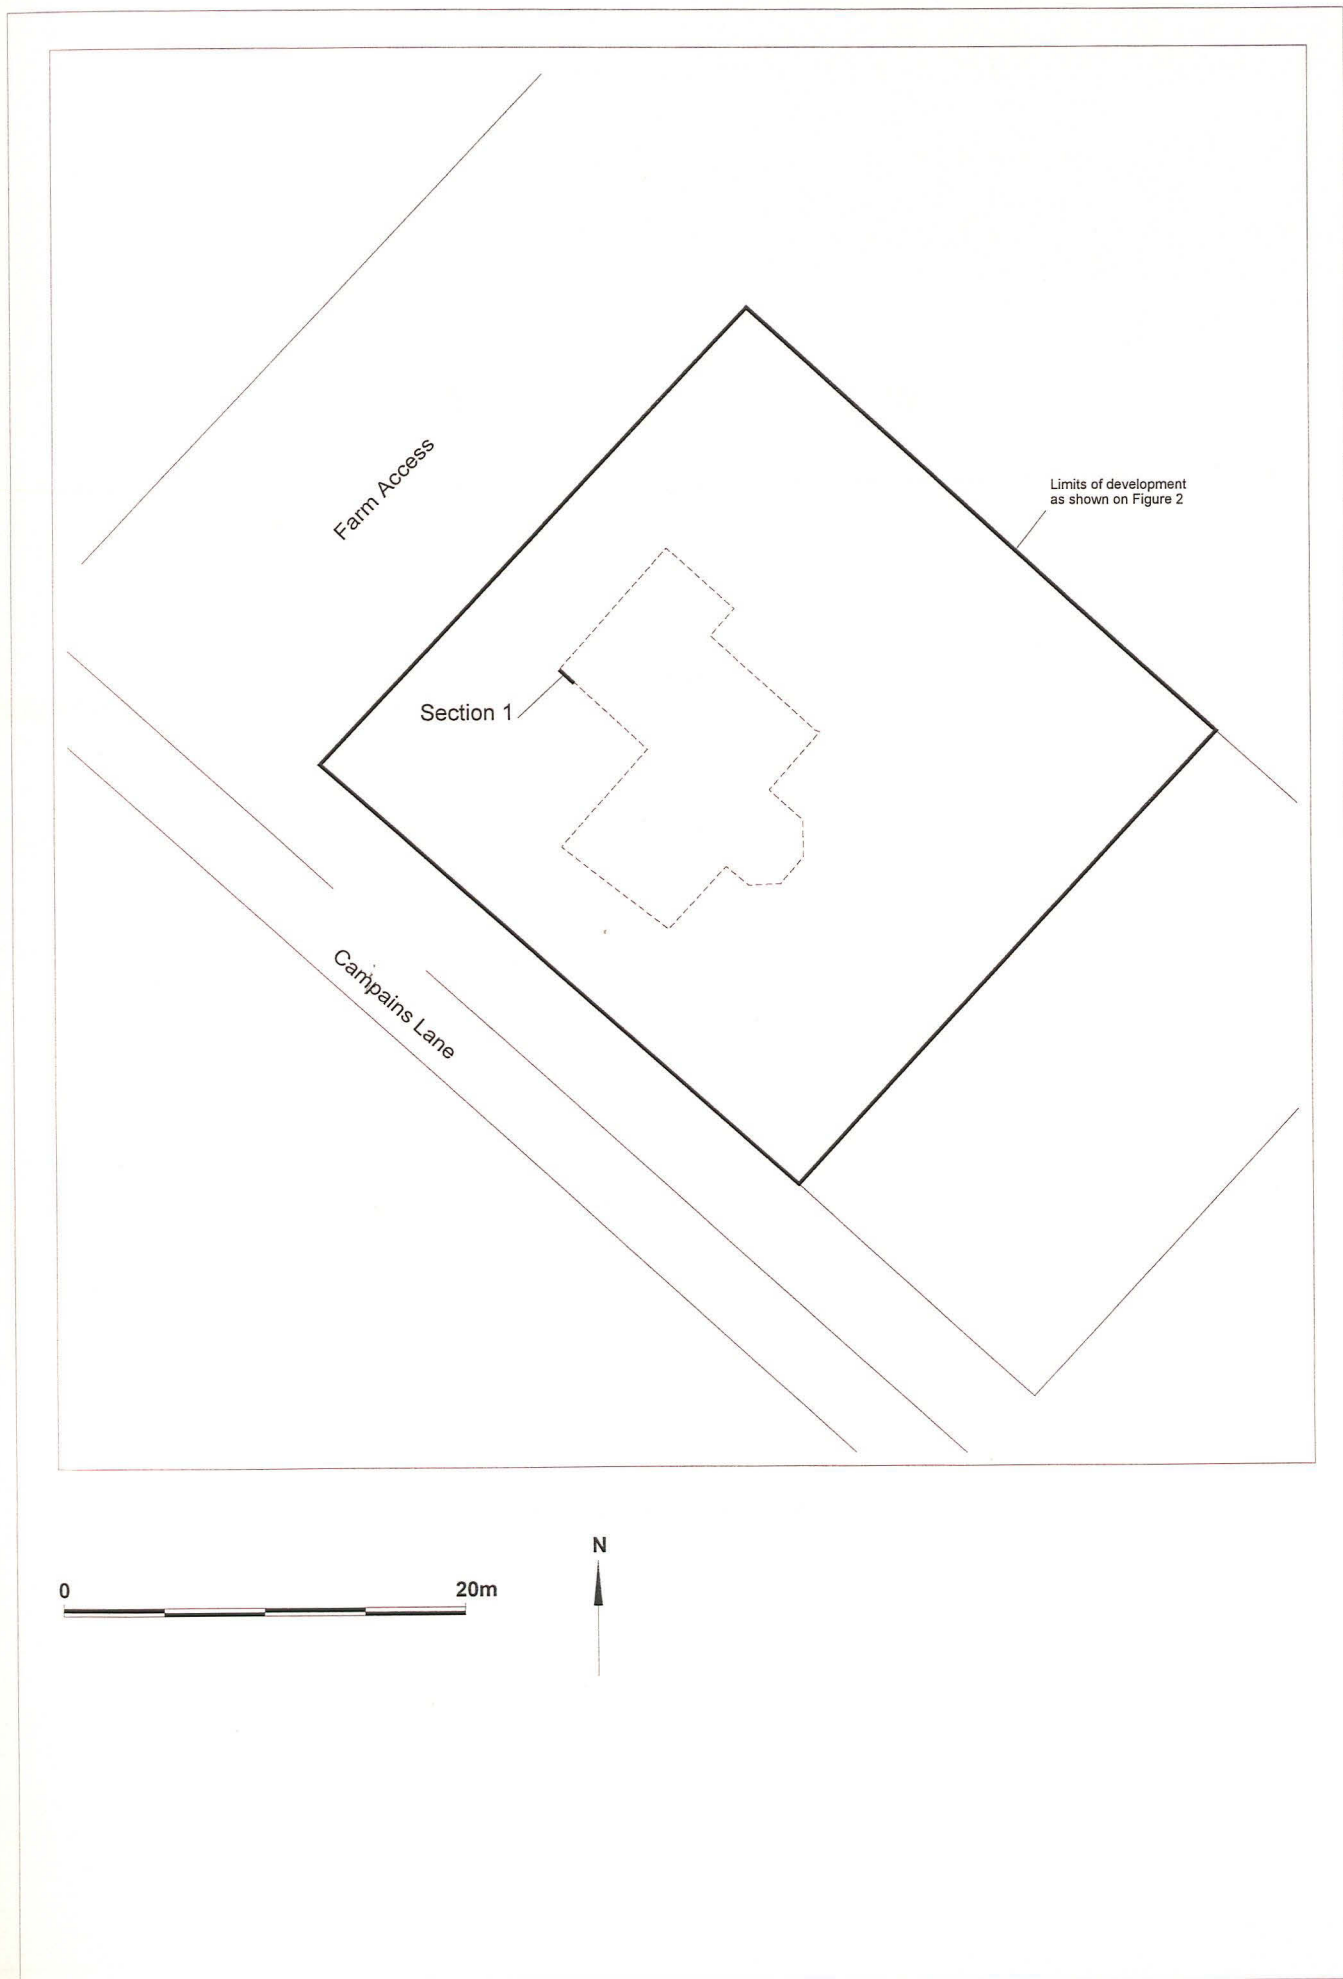 Farm Access
Limits of development
as shown on Figure 2
Section 1
Campains Lane
N
0
20m